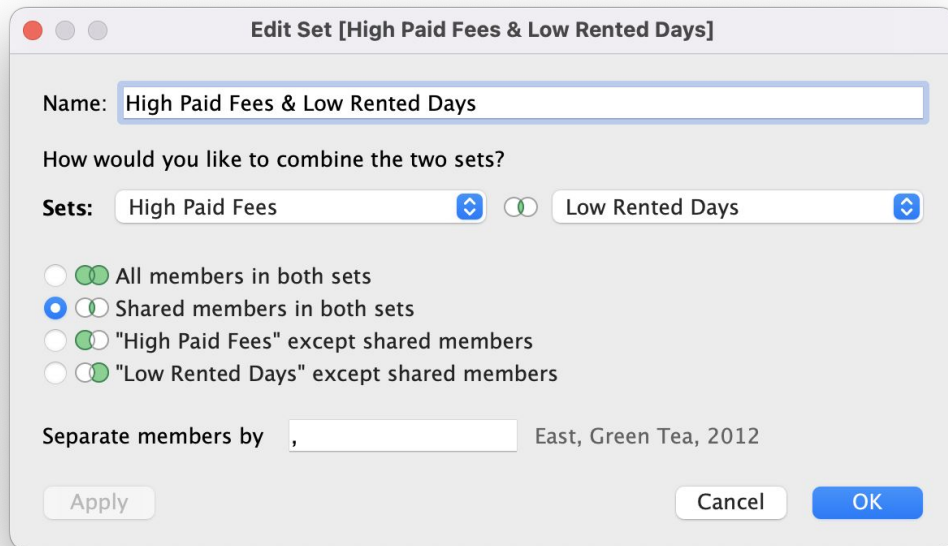 Edit Set [High Paid Fees & Low Rented Days]
Name: High Paid Fees & Low Rented Days
How would you like to combine the two sets?
Sets: High Paid Fees Low Rented Days
All members in both sets
Shared members in both sets
"High Paid Fees" except shared members
"Low Rented Days" except shared members
Separate members by , East, Green Tea, 2012
Apply Cancel OK